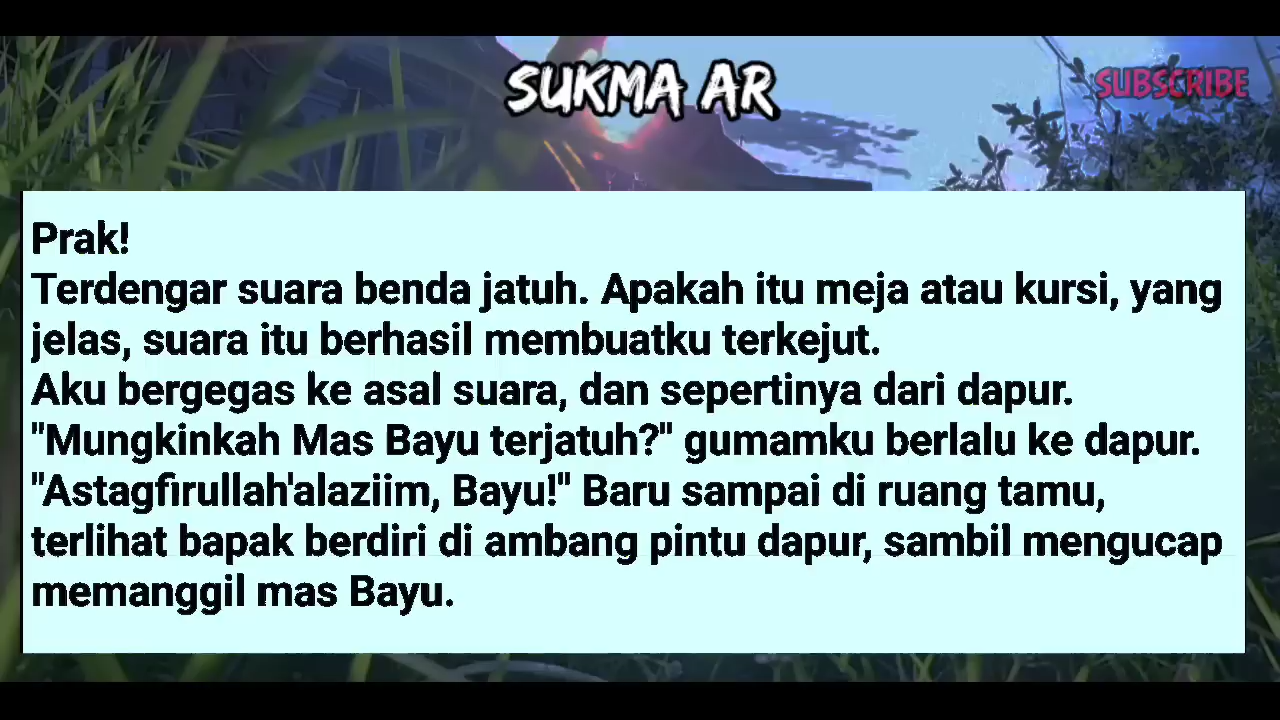 SUKMA AR
SUBSCRIBE
Prak!
Terdengar suara benda jatuh. Apakah itu meja atau kursi, yang
jelas, suara itu berhasil membuatku terkejut.
Aku bergegas ke asal suara, dan sepertinya dari dapur.
"Mungkinkah Mas Bayu terjatuh?" gumamku berlalu ke dapur.
"Astagfirullah'alaziim, Bayu!" Baru sampai di ruang tamu,
terlihat bapak berdiri di ambang pintu dapur, sambil mengucap
memanggil mas Bayu.